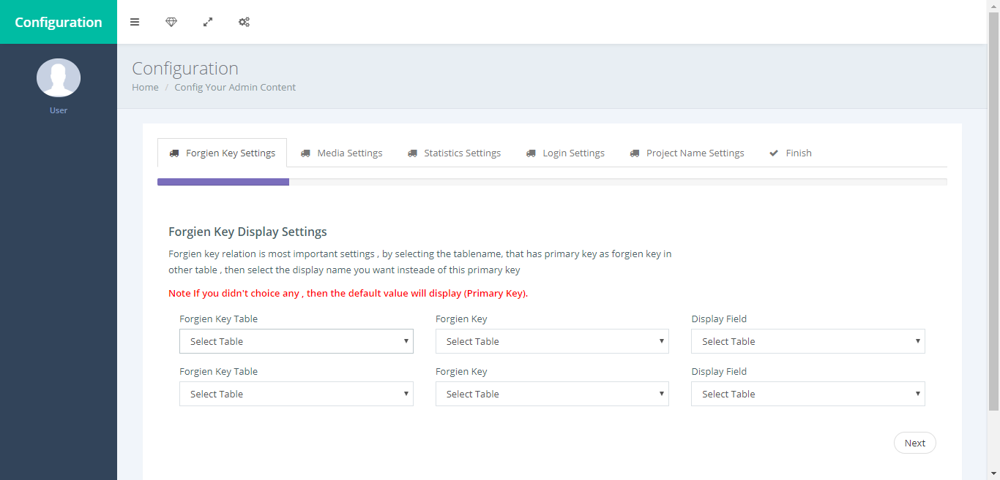 Configuration
User
Configuration
Home / Config Your Admin Content
Forgien Key Settings Media Settings Statistics Settings Login Settings Project Name Settings Finish
Forgien Key Display Settings
Forgien key relation is most important settings , by selecting the tablename, that has primary key as forgien key in
other table , then select the display name you want insteade of this primary key
Note If you didn't choice any , then the default value will display (Primary Key).
Forgien Key Table Forgien Key Display Field
Select Table Select Table Select Table
Forgien Key Table Forgien Key Display Field
Select Table Select Table Select Table
Next